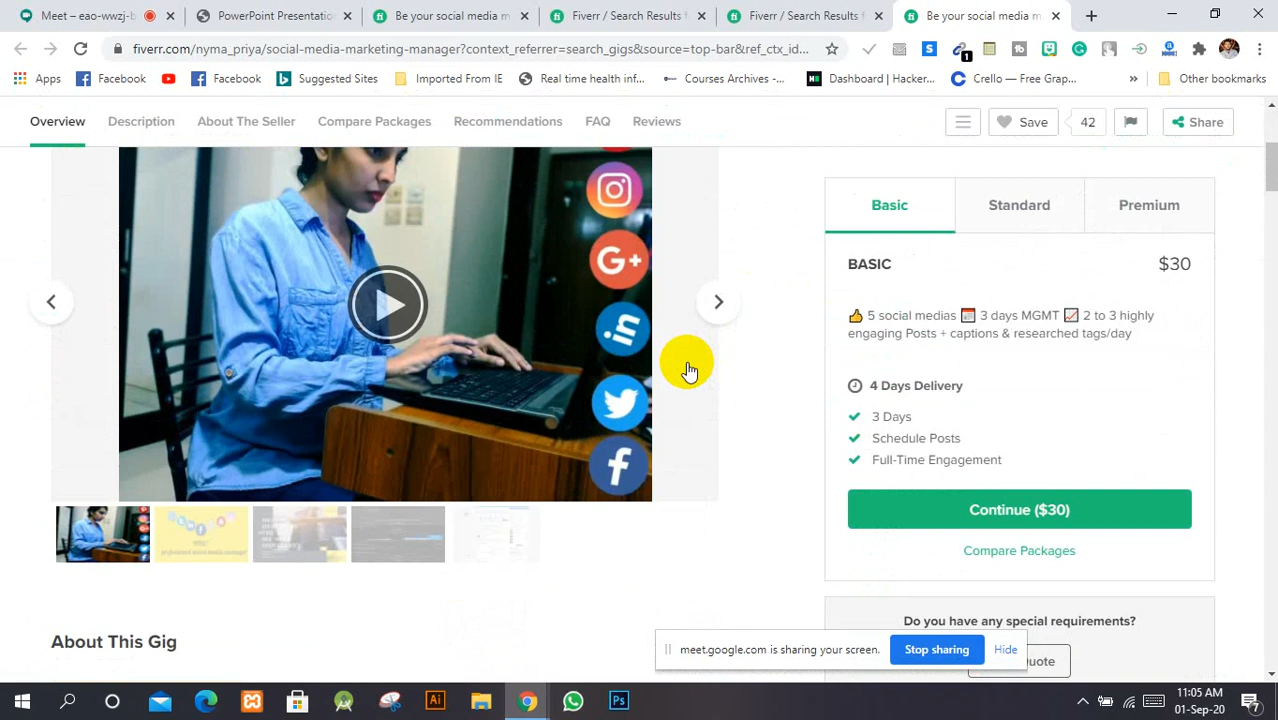 Meet – eao-wwzj-b
PowerPoint Presentatio
Be your social media m
Fiverr / Search Results f
Fiverr / Search Results f
Be your social media m
fiverr.com/nyma_priya/social-media-marketing-manager?context_referrer=search_gigs&source=top-bar&ref_ctx_id...
1
Apps
Facebook
Facebook
Suggested Sites
Imported From IE
Real time health inf...
Courses Archives -...
Dashboard | Hacker...
Crello — Free Grap...
»
Other bookmarks
Overview
Description
About The Seller
Compare Packages
Recommendations
FAQ
Reviews
Save
42
Share
Basic
Standard
Premium
BASIC
$30
5 social medias 3 days MGMT 2 to 3 highly
engaging Posts + captions & researched tags/day
4 Days Delivery
3 Days
Schedule Posts
Full-Time Engagement
Continue ($30)
Compare Packages
G+
in
f
About This Gig
Do you have any special requirements?
meet.google.com is sharing your screen.
Stop sharing
Hide
uote
Ai
Ps
11:05 AM
01-Sep-20
7